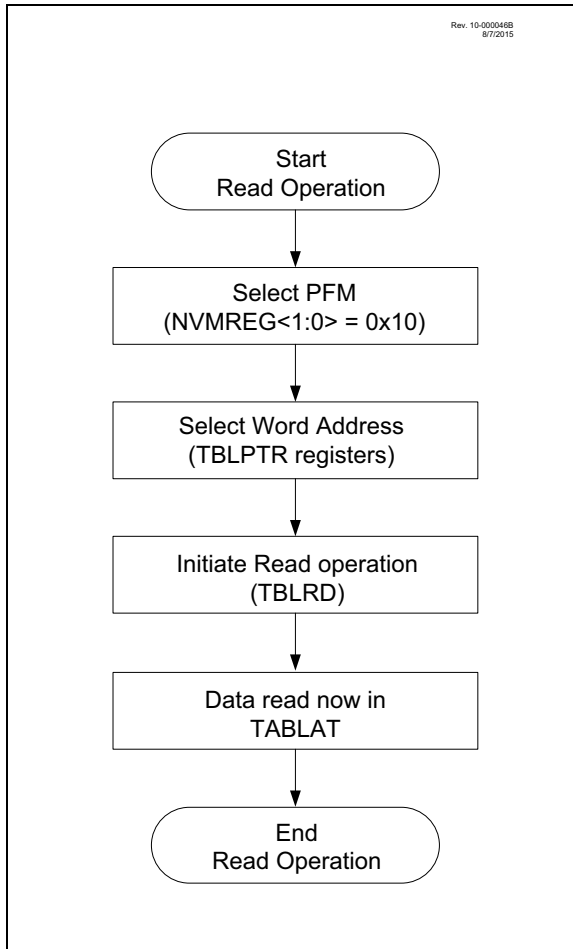 Rev. 10-000046B
8/7/2015
Start
Read Operation
Select PFM
(NVMREG<1:0> = 0x10)
Select Word Address
(TBLPTR registers)
Initiate Read operation
(TBLRD)
Data read now in
TABLAT
End
Read Operation